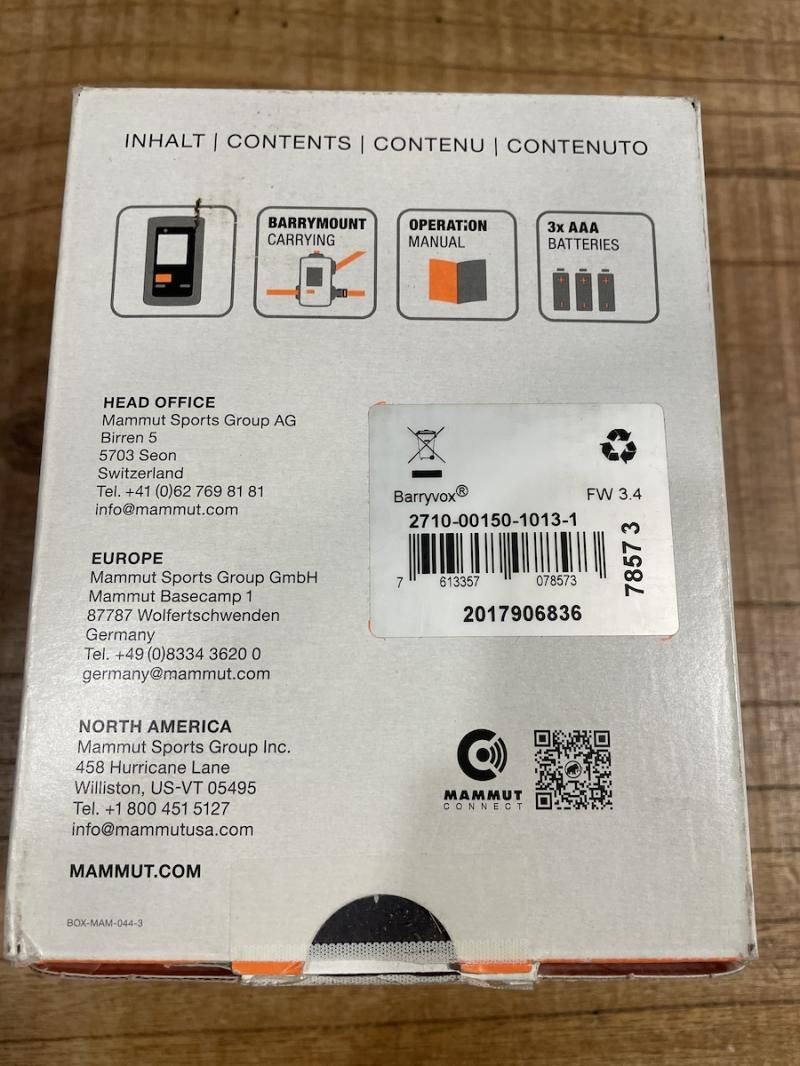 INHALT | CONTENTS | CONTENU | CONTENUTO
BARRYMOUNT
CARRYING
OPERATiON
MANUAL
3x AAA
BATTERIES
HEAD OFFICE
Mammut Sports Group AG
Birren 5
5703 Seon
Switzerland
Tel. +41 (0)62 769 81 81
info@mammut.com
EUROPE
Mammut Sports Group GmbH
Mammut Basecamp 1
87787 Wolfertschwenden
Germany
Tel. +49 (0)8334 3620 0
germany@mammut.com
NORTH AMERICA
Mammut Sports Group Inc.
458 Hurricane Lane
Williston, US-VT 05495
Tel. +1 800 451 5127
info@mammutusa.com
MAMMUT.COM
BOX-MAM-044-3
Barryvox® FW 3.4
2710-00150-1013-1
7 613357 078573
78573
2017906836
MAMMUT
CONNECT